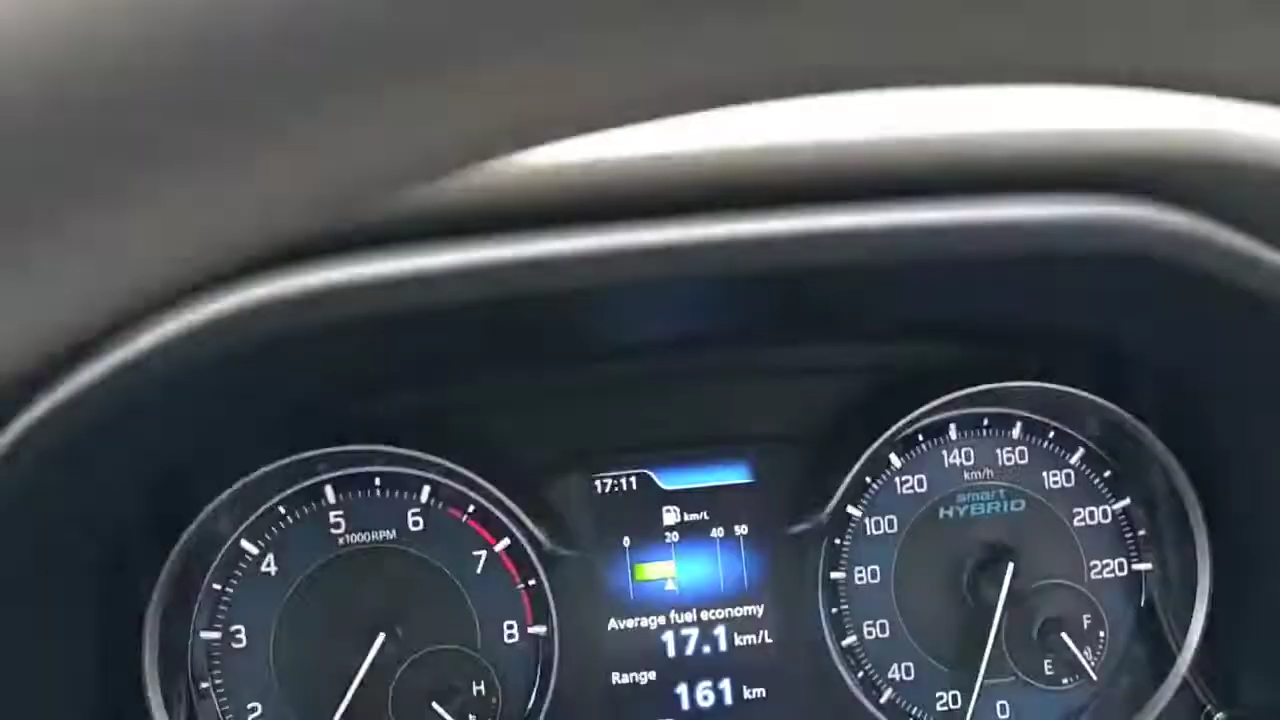 17:11
km/L
0 20 40 50
Average fuel economy
17.1 km/L
Range
161 km
2 3 4 5 6 7 8
x1000RPM
H
0 20 40 60 80 100 120 140 160 180 200 220
km/h
smart
HYBRID
F
E